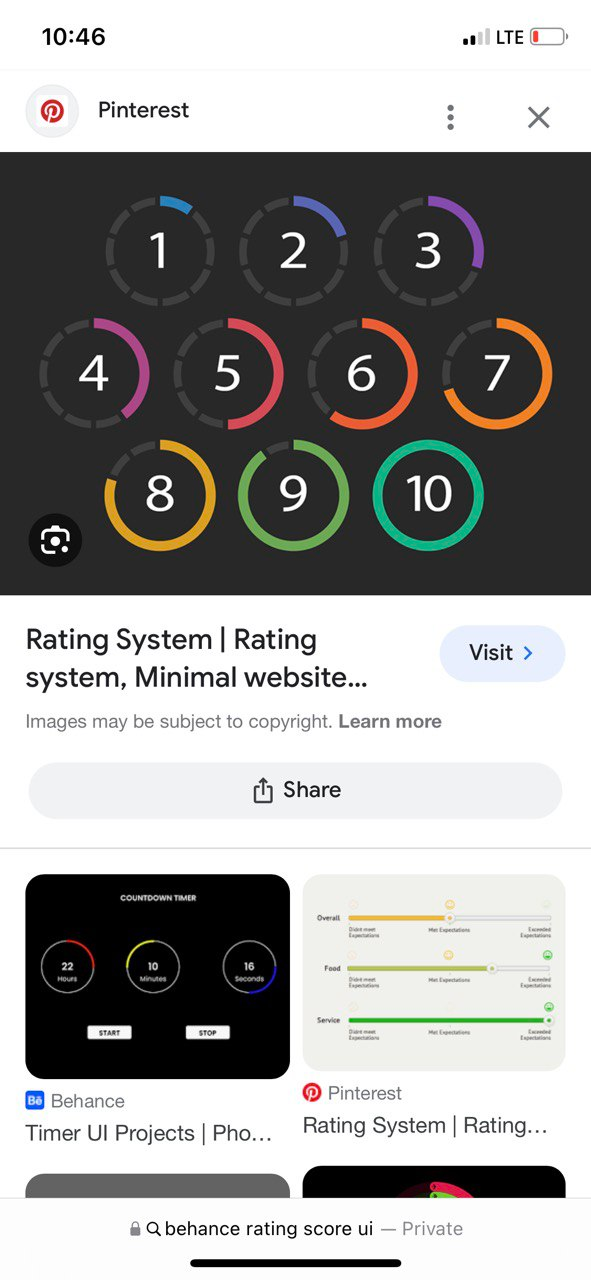 10:46
LTE
Pinterest
1 2 3
4 5 6 7
8 9 10
Rating System | Rating
system, Minimal website...
Visit
Images may be subject to copyright. Learn more
Share
COUNTDOWN TIMER
22
Hours
10
Minutes
16
Seconds
START
STOP
Bē Behance
Timer UI Projects | Pho...
Overall
Didnt meet
Expectations
Met Expectations
Exceeded
Expectations
Food
Didnt meet
Expectations
Met Expectations
Exceeded
Expectations
Service
Didnt meet
Expectations
Met Expectations
Exceeded
Expectations
Pinterest
Rating System | Rating...
behance rating score ui — Private